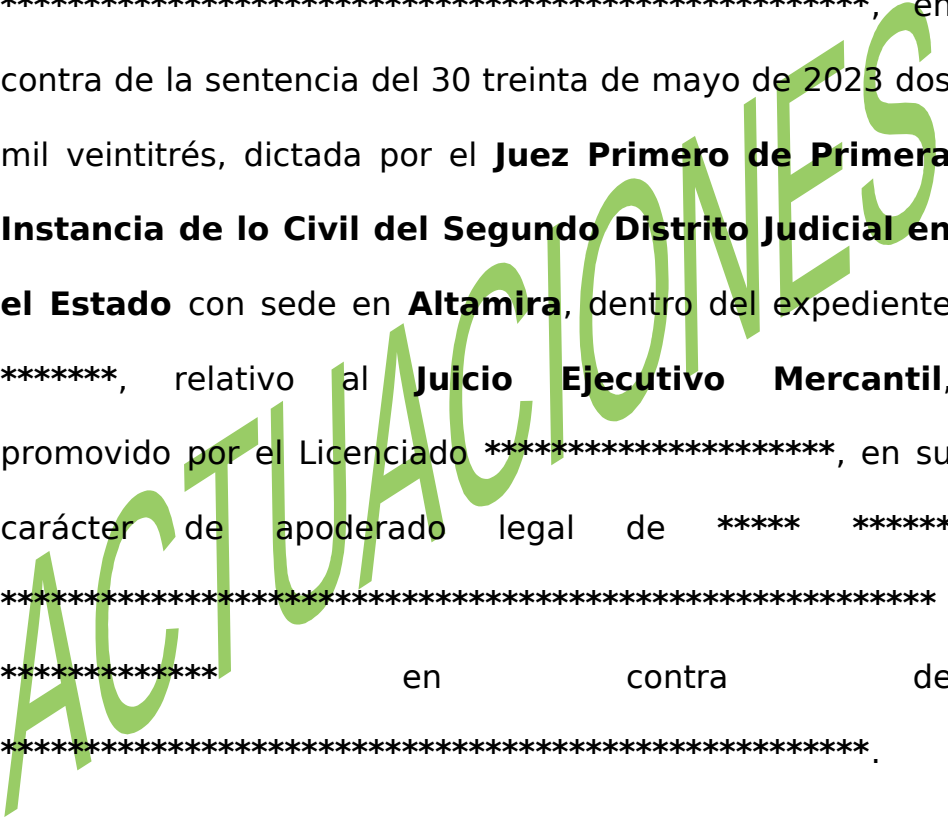 ****************************************************, en
contra de la sentencia del 30 treinta de mayo de 2023 dos
mil veintitrés, dictada por el Juez Primero de Primera
Instancia de lo Civil del Segundo Distrito Judicial en
el Estado con sede en Altamira, dentro del expediente
*******, relativo al Juicio Ejecutivo Mercantil,
promovido por el Licenciado *********************, en su
carácter de apoderado legal de ***** ******
********************************************************
************* en contra de
****************************************************.
ACTUACIONES